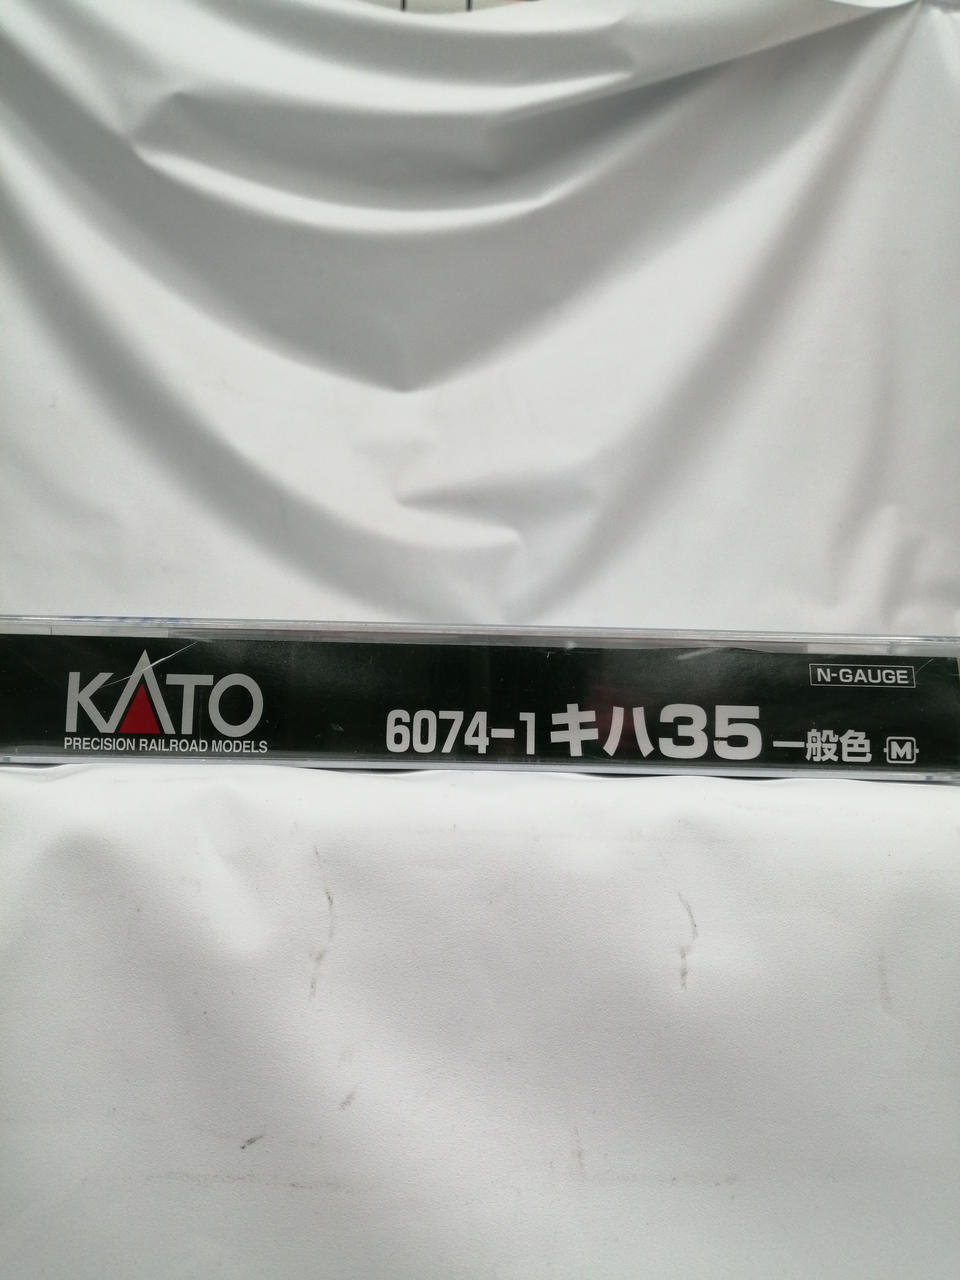 KATO
PRECISION RAILROAD MODELS
N-GAUGE
6074-1 キハ35 一般色 M